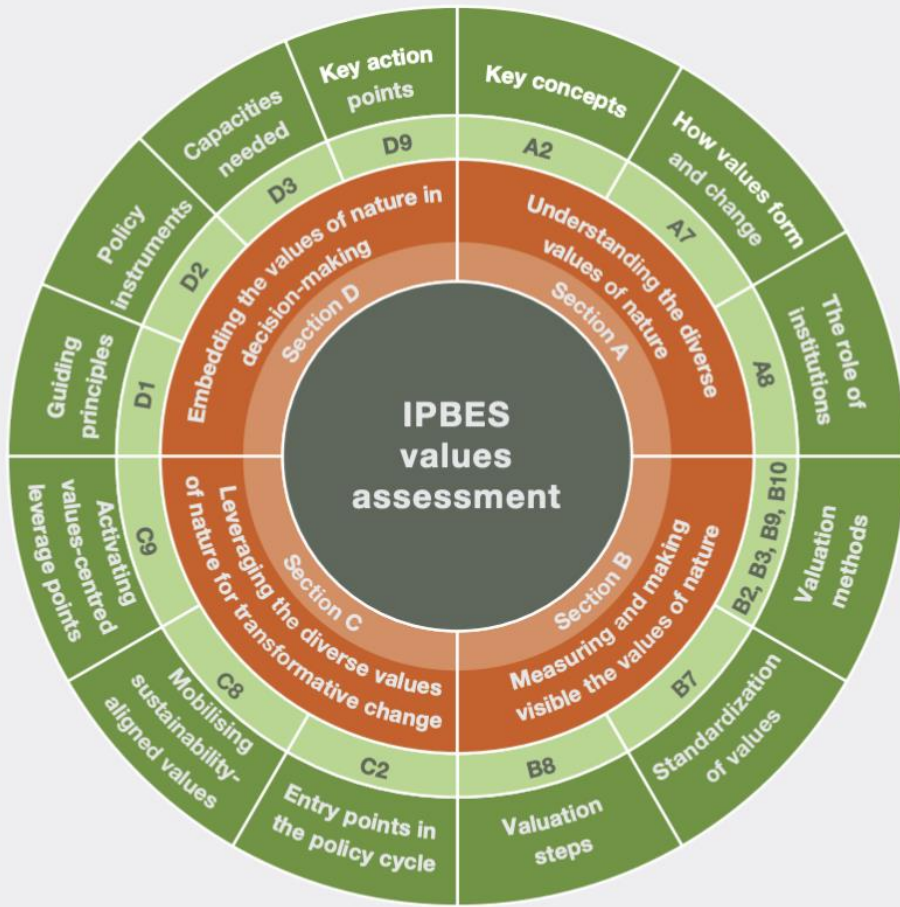 IPBES
values
assessment
Section A
Understanding the diverse
values of nature
A2
Key concepts
A7
How values form
and change
A8
The role of
institutions
Section B
Measuring and making
visible the values of nature
B2, B3, B9, B10
Valuation
methods
B7
Standardization
of values
B8
Valuation
steps
Section C
Leveraging the diverse values
of nature for transformative change
C2
Entry points in
the policy cycle
C8
Mobilising
sustainability-
aligned values
C9
Activating
values-centred
leverage points
Section D
Embedding the values of nature in
decision-making
D1
Guiding
principles
D2
Policy
instruments
D3
Capacities
needed
D9
Key action
points